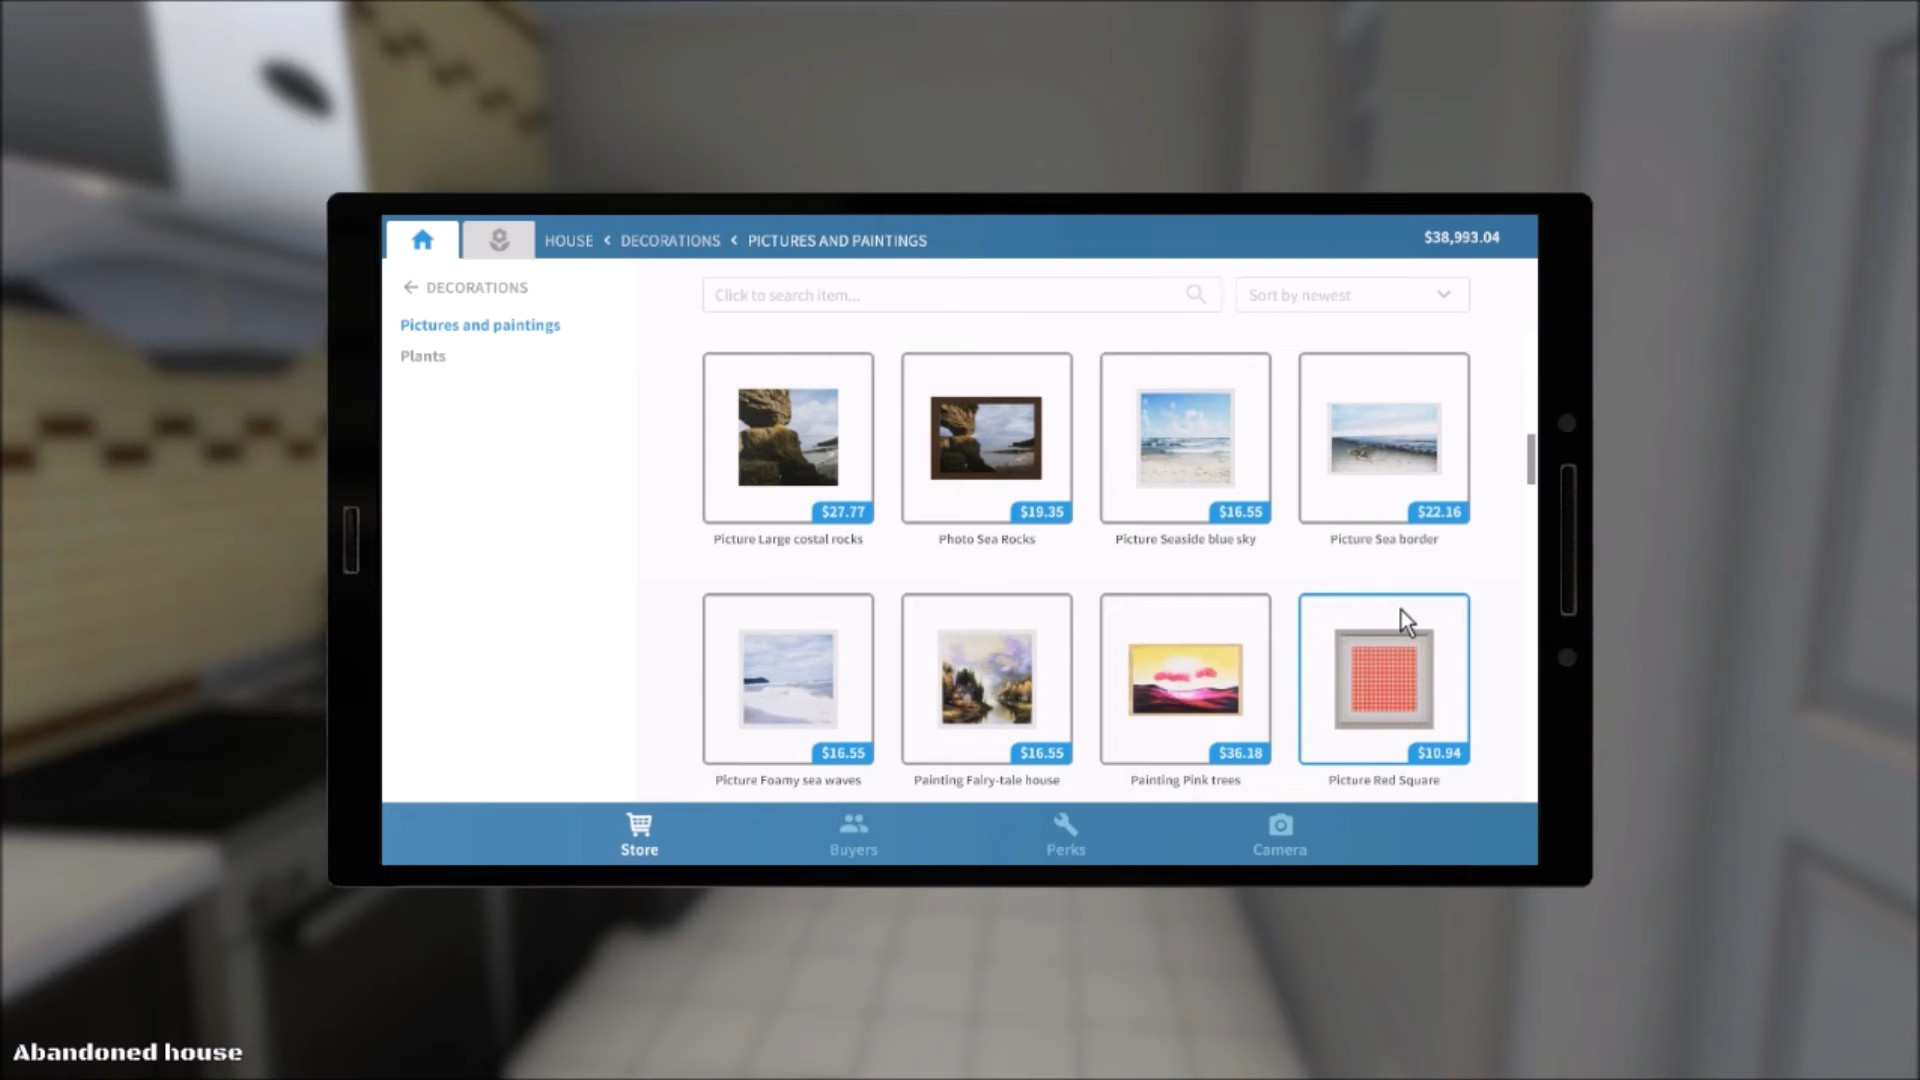 HOUSE < DECORATIONS < PICTURES AND PAINTINGS
$38,993.04
DECORATIONS
Pictures and paintings
Plants
Click to search item...
Sort by newest
$27.77
$19.35
$16.55
$22.16
Picture Large costal rocks
Photo Sea Rocks
Picture Seaside blue sky
Picture Sea border
$16.55
$16.55
$36.18
$10.94
Picture Foamy sea waves
Painting Fairy-tale house
Painting Pink trees
Picture Red Square
Store
Buyers
Perks
Camera
Abandoned house